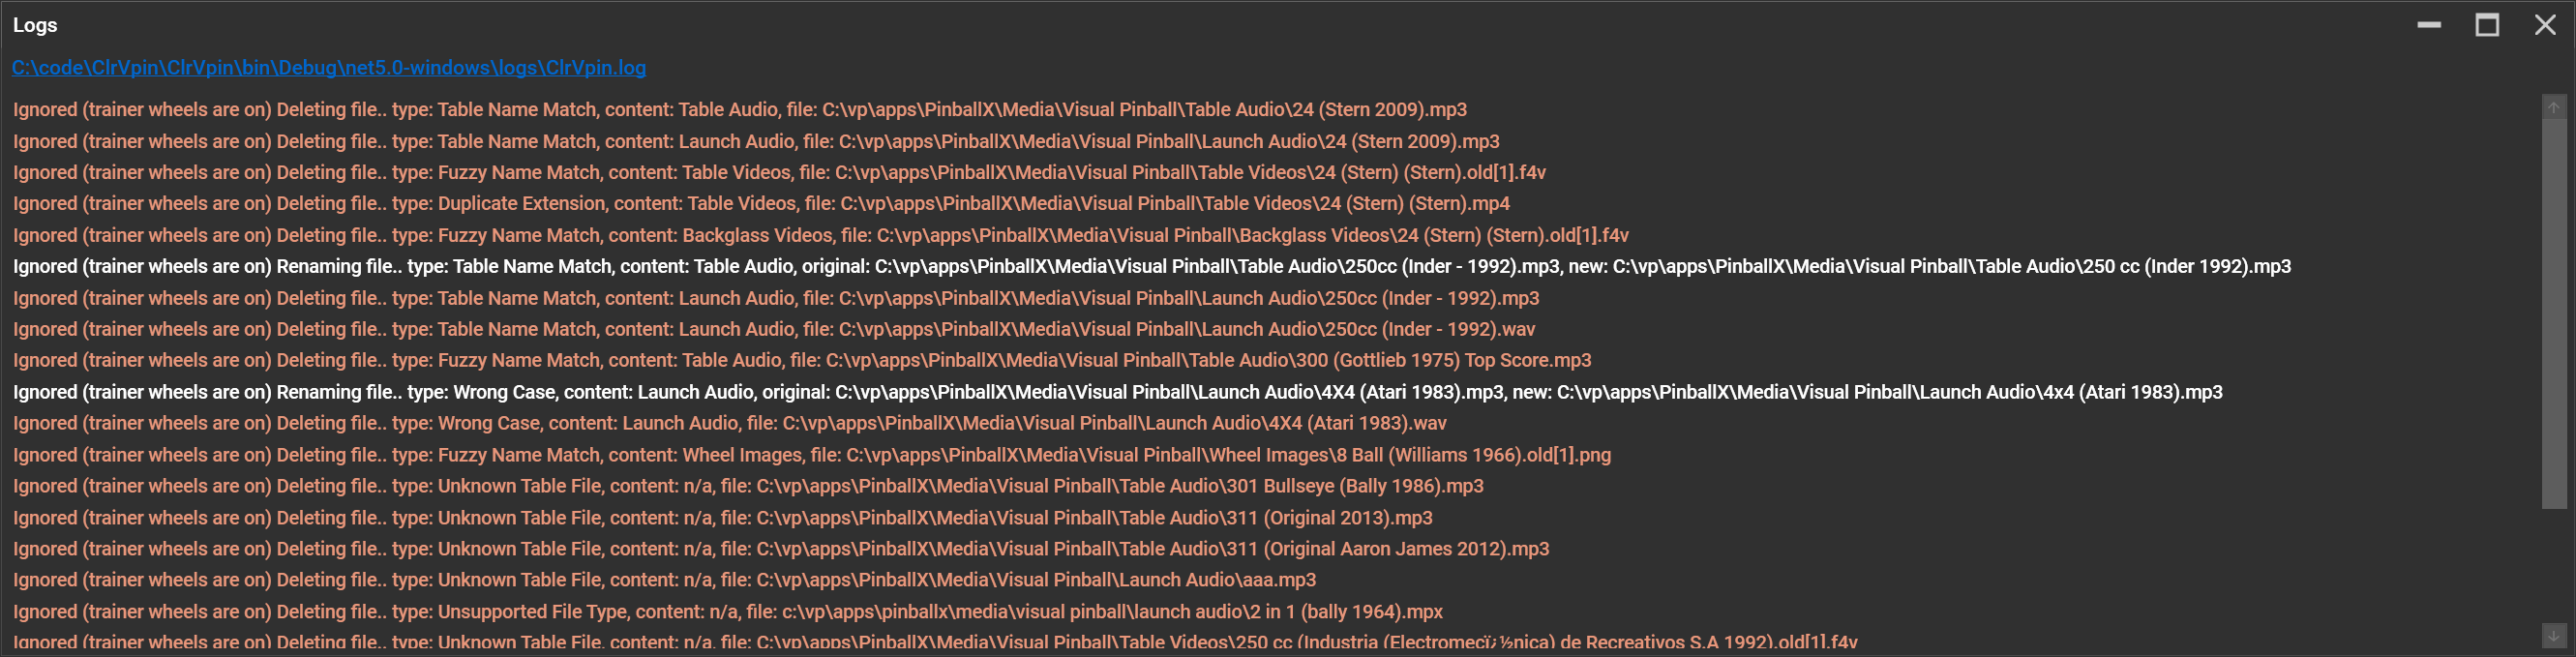 Logs
C:\code\ClrVpin\ClrVpin\bin\Debug\net5.0-windows\logs\ClrVpin.log
Ignored (trainer wheels are on) Deleting file.. type: Table Name Match, content: Table Audio, file: C:\vp\apps\PinballX\Media\Visual Pinball\Table Audio\24 (Stern 2009).mp3
Ignored (trainer wheels are on) Deleting file.. type: Table Name Match, content: Launch Audio, file: C:\vp\apps\PinballX\Media\Visual Pinball\Launch Audio\24 (Stern 2009).mp3
Ignored (trainer wheels are on) Deleting file.. type: Fuzzy Name Match, content: Table Videos, file: C:\vp\apps\PinballX\Media\Visual Pinball\Table Videos\24 (Stern) (Stern).old[1].f4v
Ignored (trainer wheels are on) Deleting file.. type: Duplicate Extension, content: Table Videos, file: C:\vp\apps\PinballX\Media\Visual Pinball\Table Videos\24 (Stern) (Stern).mp4
Ignored (trainer wheels are on) Deleting file.. type: Fuzzy Name Match, content: Backglass Videos, file: C:\vp\apps\PinballX\Media\Visual Pinball\Backglass Videos\24 (Stern) (Stern).old[1].f4v
Ignored (trainer wheels are on) Renaming file.. type: Table Name Match, content: Table Audio, original: C:\vp\apps\PinballX\Media\Visual Pinball\Table Audio\250cc (Inder - 1992).mp3, new: C:\vp\apps\PinballX\Media\Visual Pinball\Table Audio\250 cc (Inder 1992).mp3
Ignored (trainer wheels are on) Deleting file.. type: Table Name Match, content: Launch Audio, file: C:\vp\apps\PinballX\Media\Visual Pinball\Launch Audio\250cc (Inder - 1992).mp3
Ignored (trainer wheels are on) Deleting file.. type: Table Name Match, content: Launch Audio, file: C:\vp\apps\PinballX\Media\Visual Pinball\Launch Audio\250cc (Inder - 1992).wav
Ignored (trainer wheels are on) Deleting file.. type: Fuzzy Name Match, content: Table Audio, file: C:\vp\apps\PinballX\Media\Visual Pinball\Table Audio\300 (Gottlieb 1975) Top Score.mp3
Ignored (trainer wheels are on) Renaming file.. type: Wrong Case, content: Launch Audio, original: C:\vp\apps\PinballX\Media\Visual Pinball\Launch Audio\4X4 (Atari 1983).mp3, new: C:\vp\apps\PinballX\Media\Visual Pinball\Launch Audio\4x4 (Atari 1983).mp3
Ignored (trainer wheels are on) Deleting file.. type: Wrong Case, content: Launch Audio, file: C:\vp\apps\PinballX\Media\Visual Pinball\Launch Audio\4X4 (Atari 1983).wav
Ignored (trainer wheels are on) Deleting file.. type: Fuzzy Name Match, content: Wheel Images, file: C:\vp\apps\PinballX\Media\Visual Pinball\Wheel Images\8 Ball (Williams 1966).old[1].png
Ignored (trainer wheels are on) Deleting file.. type: Unknown Table File, content: n/a, file: C:\vp\apps\PinballX\Media\Visual Pinball\Table Audio\301 Bullseye (Bally 1986).mp3
Ignored (trainer wheels are on) Deleting file.. type: Unknown Table File, content: n/a, file: C:\vp\apps\PinballX\Media\Visual Pinball\Table Audio\311 (Original 2013).mp3
Ignored (trainer wheels are on) Deleting file.. type: Unknown Table File, content: n/a, file: C:\vp\apps\PinballX\Media\Visual Pinball\Table Audio\311 (Original Aaron James 2012).mp3
Ignored (trainer wheels are on) Deleting file.. type: Unknown Table File, content: n/a, file: C:\vp\apps\PinballX\Media\Visual Pinball\Launch Audio\aaa.mp3
Ignored (trainer wheels are on) Deleting file.. type: Unsupported File Type, content: n/a, file: c:\vp\apps\pinballx\media\visual pinball\launch audio\2 in 1 (bally 1964).mpx
Ignored (trainer wheels are on) Deleting file.. type: Unknown Table File, content: n/a, file: C:\vp\apps\PinballX\Media\Visual Pinball\Table Videos\250 cc (Industria (Electromecï¿½nica) de Recreativos S.A 1992).old[1].f4v